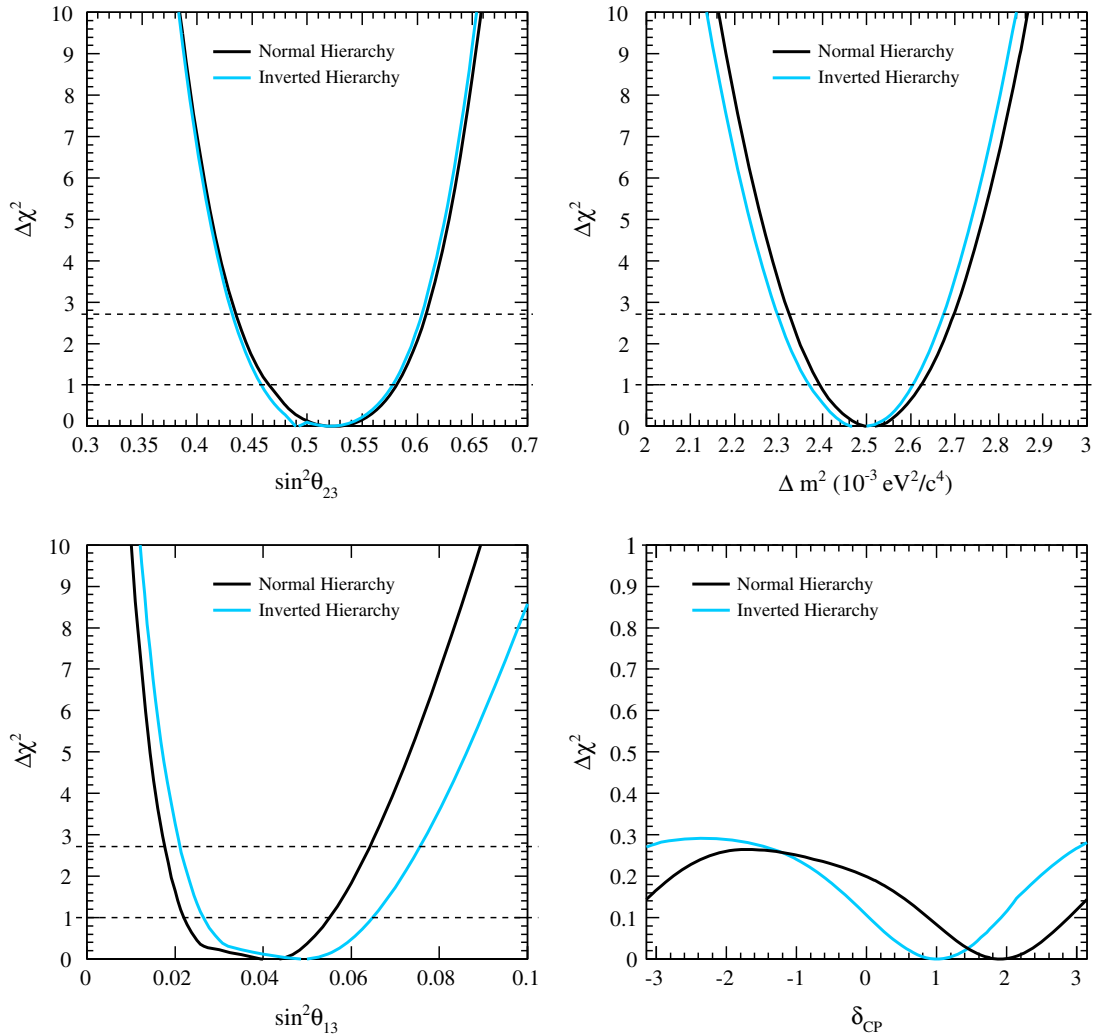 10
9
8
7
6
5
4
3
2
1
0
Δχ²
Normal Hierarchy
Inverted Hierarchy
0.3 0.35 0.4 0.45 0.5 0.55 0.6 0.65 0.7
sin²θ₂₃
10
9
8
7
6
5
4
3
2
1
0
Δχ²
Normal Hierarchy
Inverted Hierarchy
2 2.1 2.2 2.3 2.4 2.5 2.6 2.7 2.8 2.9 3
Δ m² (10⁻³ eV²/c⁴)
10
9
8
7
6
5
4
3
2
1
0
Δχ²
Normal Hierarchy
Inverted Hierarchy
0 0.02 0.04 0.06 0.08 0.1
sin²θ₁₃
1
0.9
0.8
0.7
0.6
0.5
0.4
0.3
0.2
0.1
0
Δχ²
Normal Hierarchy
Inverted Hierarchy
-3 -2 -1 0 1 2 3
δ_CP